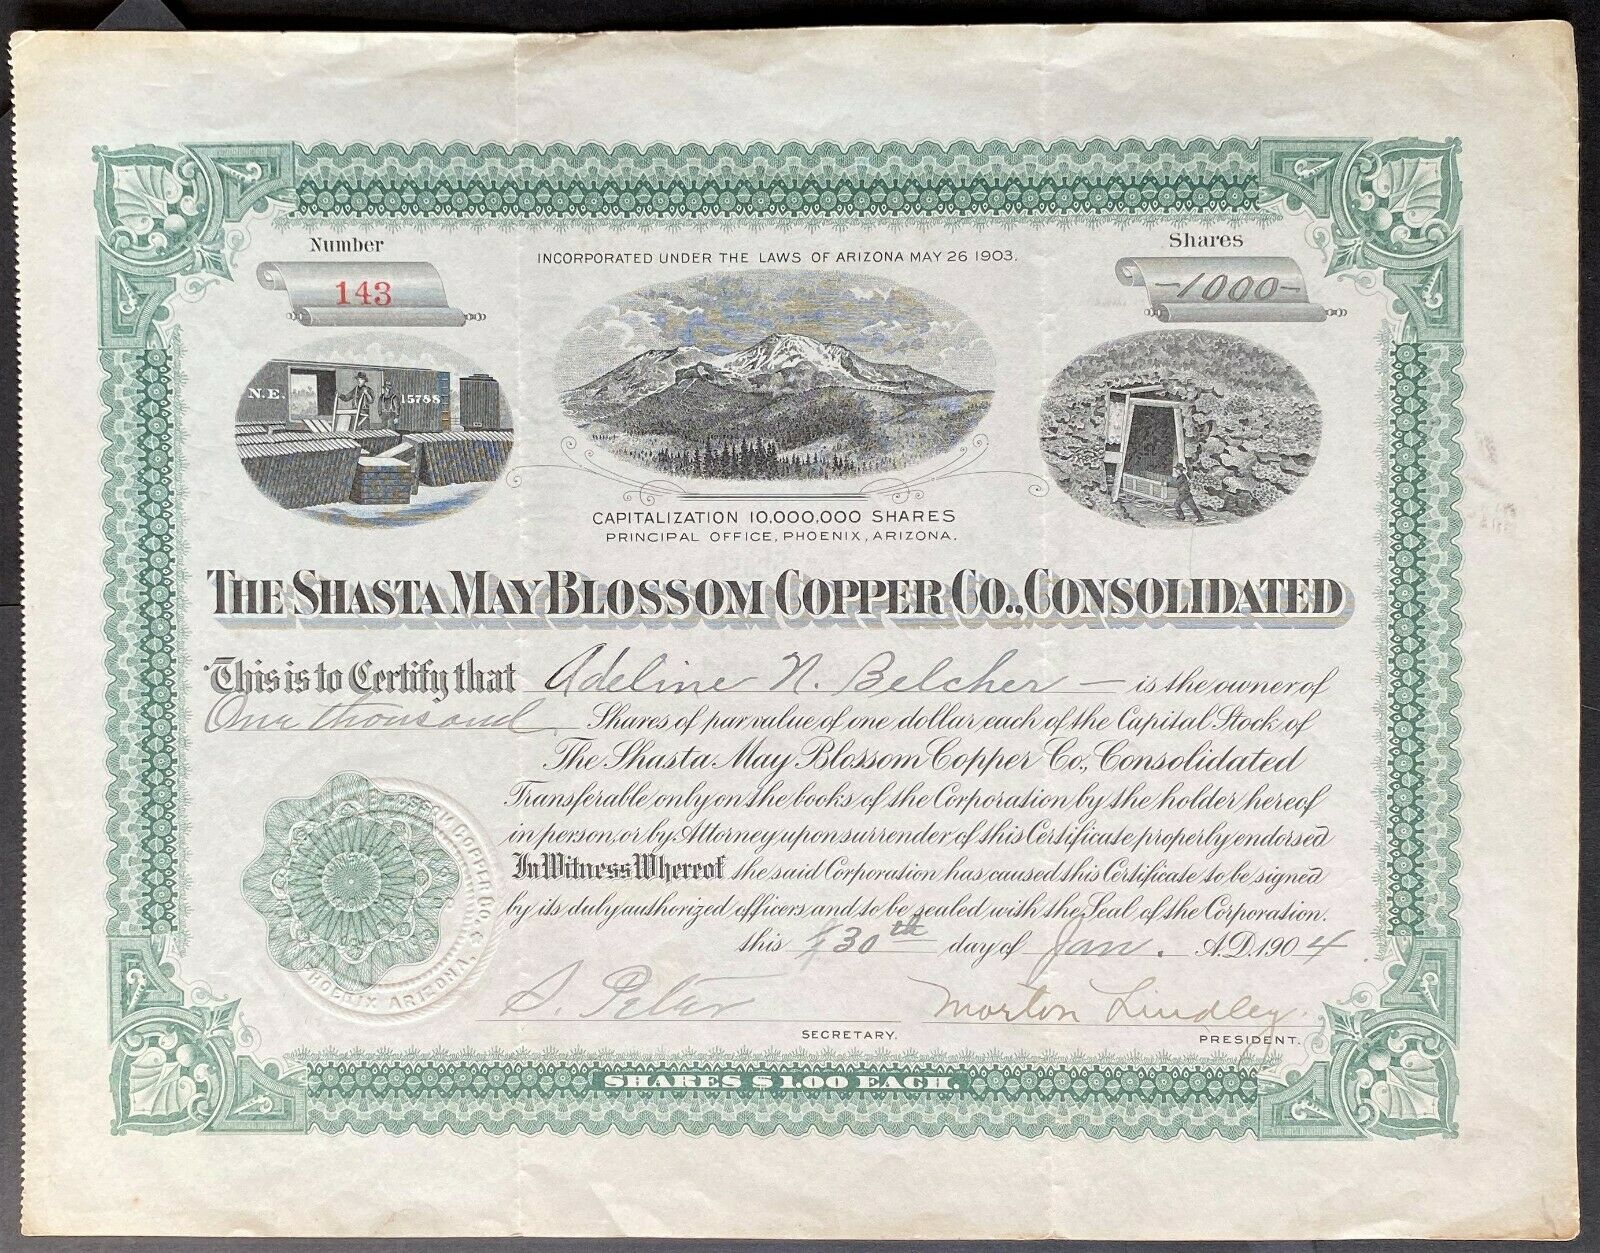 Number
143
Shares
-1000-
INCORPORATED UNDER THE LAWS OF ARIZONA MAY 26 1903.
N.E. 15788
CAPITALIZATION 10,000,000 SHARES
PRINCIPAL OFFICE, PHOENIX, ARIZONA.
THE SHASTA MAY BLOSSOM COPPER CO., CONSOLIDATED
This is to Certify that Adeline N. Belcher — is the owner of
One thousand Shares of par value of one dollar each of the Capital Stock of
The Shasta May Blossom Copper Co., Consolidated
Transferable only on the books of the Corporation by the holder hereof
in person, or by Attorney upon surrender of this Certificate properly endorsed
In Witness Whereof the said Corporation has caused this Certificate to be signed
by its duly authorized officers and to be sealed with the Seal of the Corporation.
this 30th day of Jan. A.D. 1904
BLOSSOM COPPER CO.
PHOENIX ARIZONA.
S. Peter
Morton Lindley.
SECRETARY.
PRESIDENT.
SHARES $1.00 EACH.